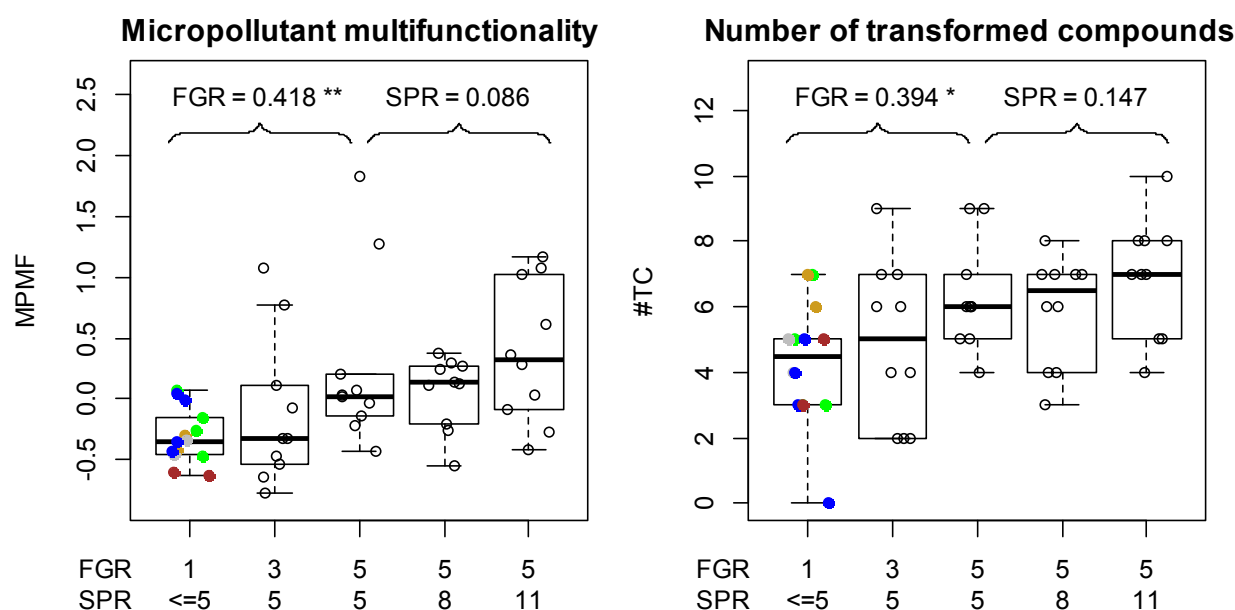 Micropollutant multifunctionality
FGR = 0.418 ** SPR = 0.086
MPMF
2.5
2.0
1.5
1.0
0.5
0.0
-0.5
FGR 1 3 5 5 5
SPR <=5 5 5 8 11
Number of transformed compounds
FGR = 0.394 * SPR = 0.147
#TC
12
10
8
6
4
2
0
FGR 1 3 5 5 5
SPR <=5 5 5 8 11